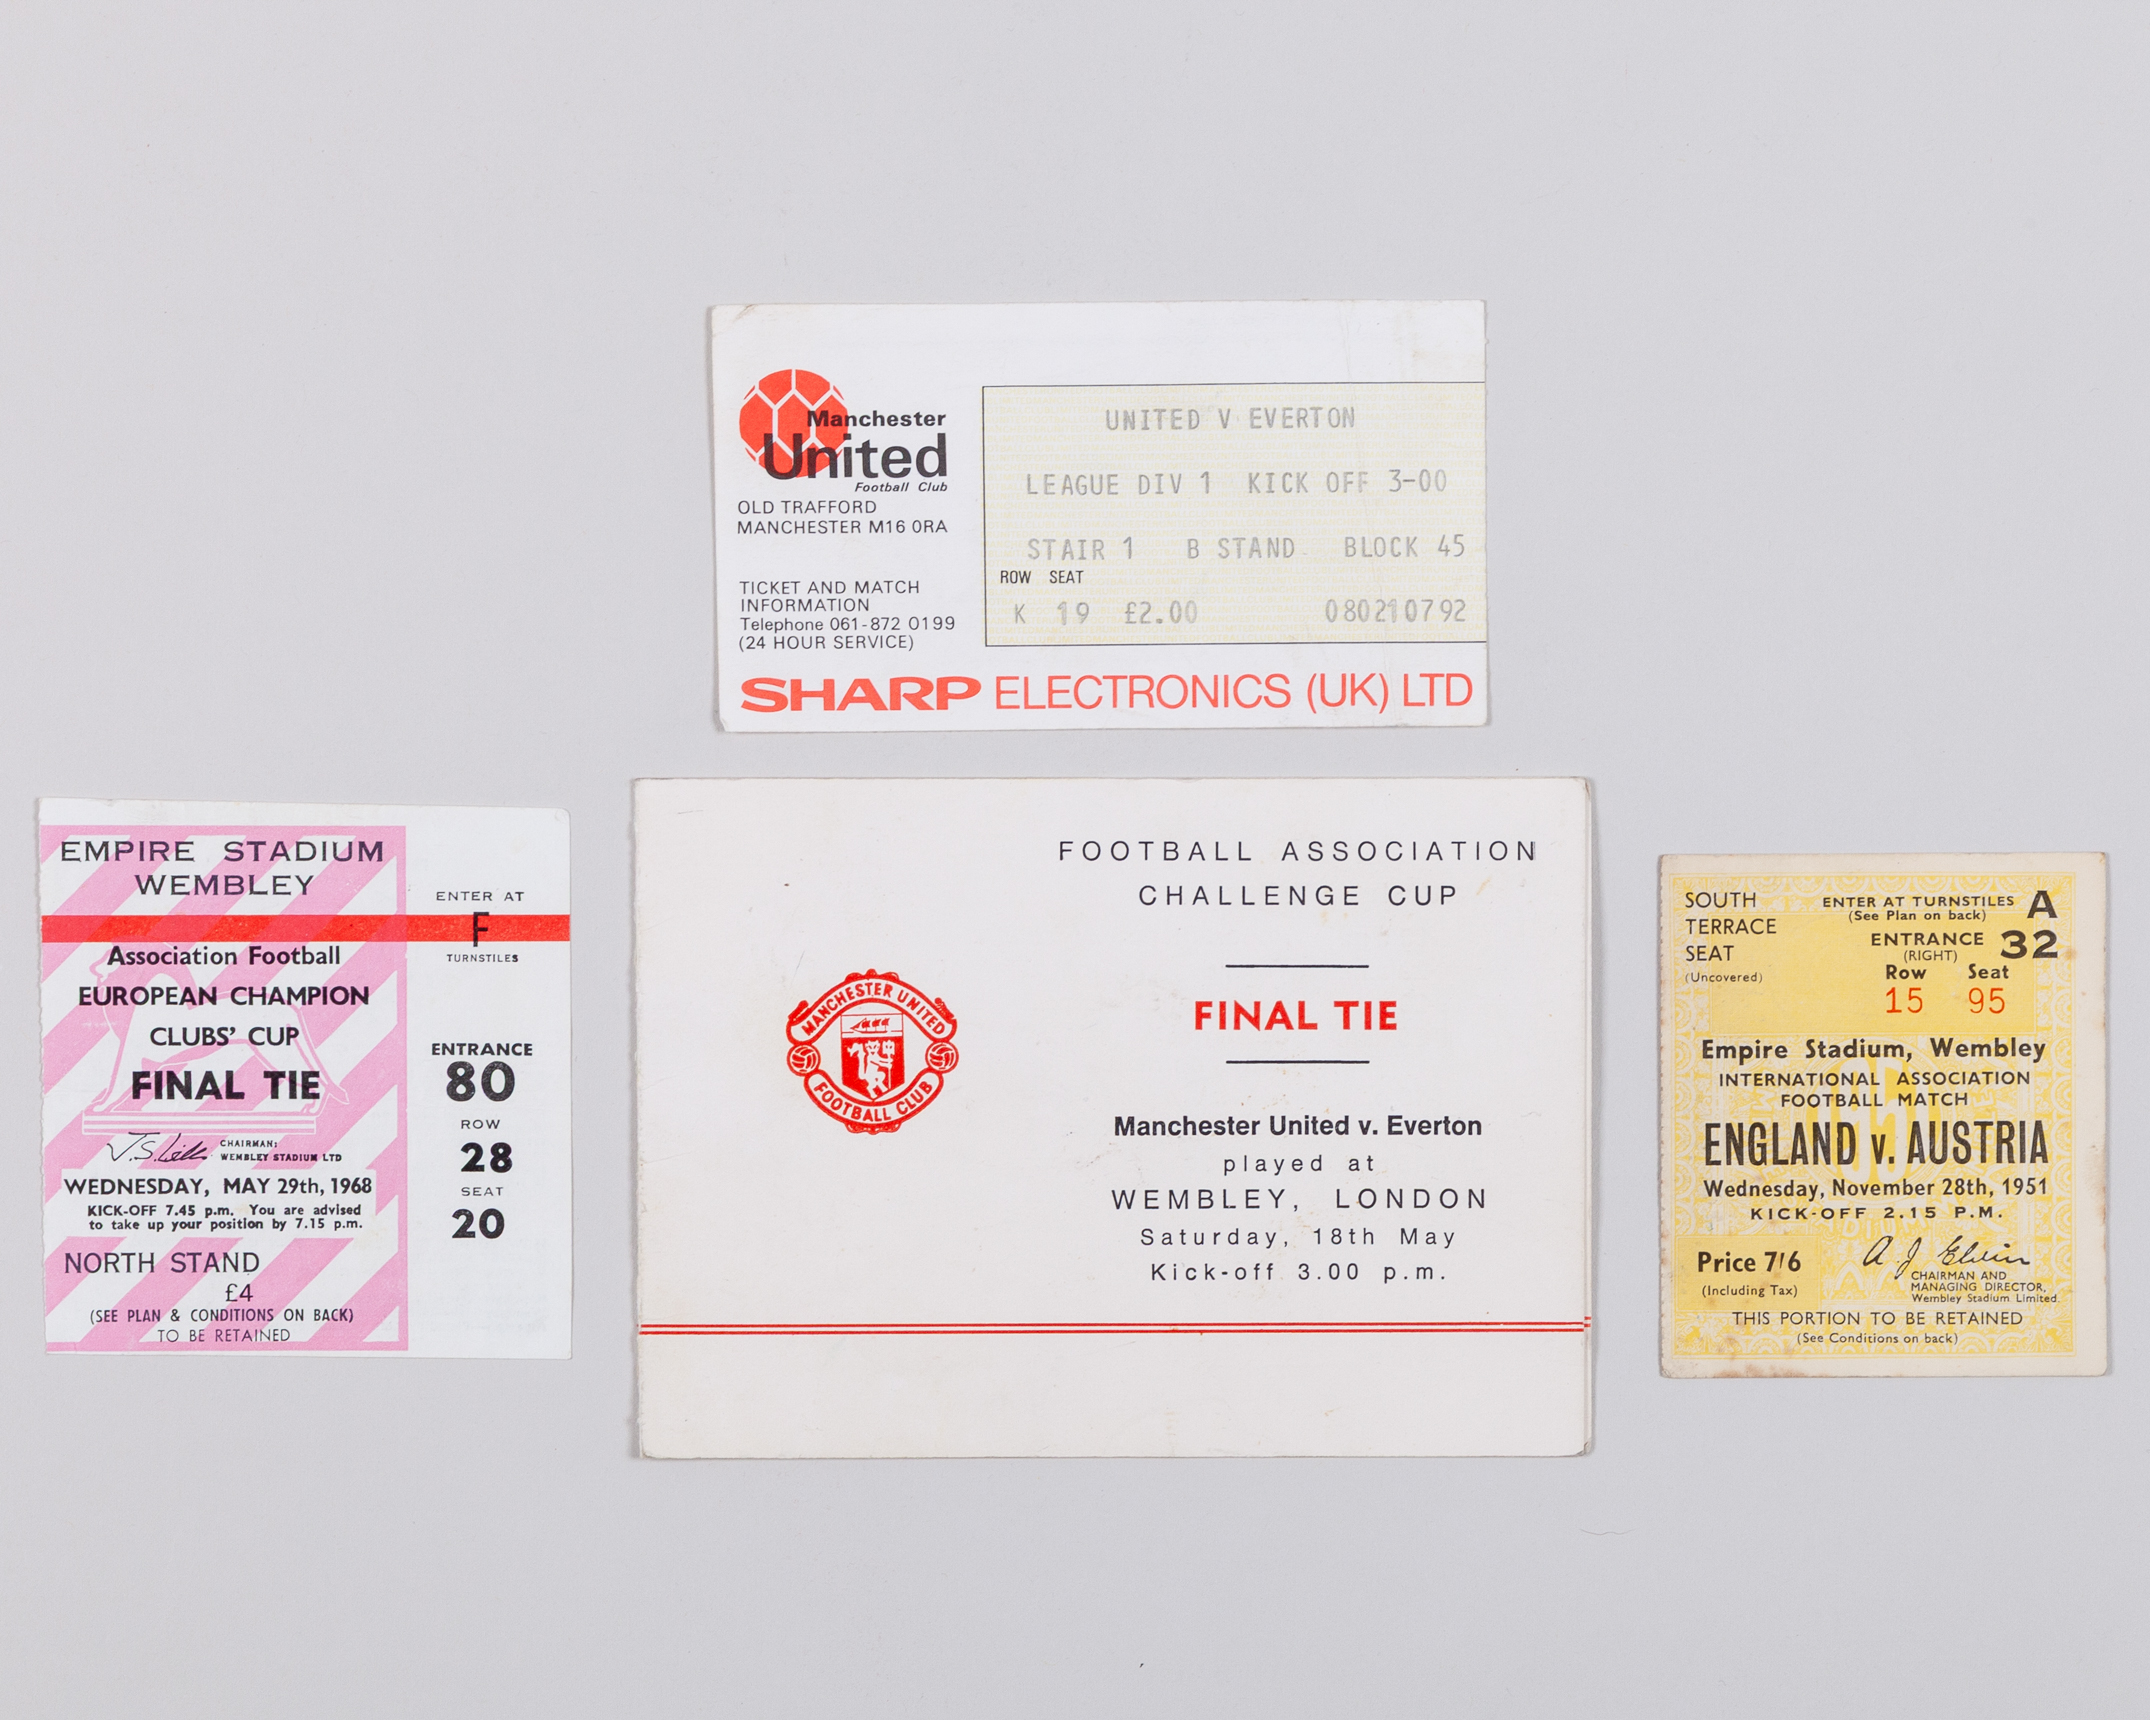 Manchester
United
Football Club
OLD TRAFFORD
MANCHESTER M16 0RA
TICKET AND MATCH
INFORMATION
Telephone 061-872 0199
(24 HOUR SERVICE)
UNITED V EVERTON
LEAGUE DIV 1 KICK OFF 3-00
STAIR 1 B STAND BLOCK 45
ROW SEAT
K 19 £2.00 080210792
SHARP ELECTRONICS (UK) LTD
EMPIRE STADIUM
WEMBLEY
Association Football
EUROPEAN CHAMPION
CLUBS' CUP
FINAL TIE
CHAIRMAN:
WEMBLEY STADIUM LTD
WEDNESDAY, MAY 29th, 1968
KICK-OFF 7.45 p.m. You are advised
to take up your position by 7.15 p.m.
NORTH STAND
£4
(SEE PLAN & CONDITIONS ON BACK)
TO BE RETAINED
ENTER AT
F
TURNSTILES
ENTRANCE
80
ROW
28
SEAT
20
MANCHESTER UNITED
FOOTBALL CLUB
FOOTBALL ASSOCIATION
CHALLENGE CUP
FINAL TIE
Manchester United v. Everton
played at
WEMBLEY, LONDON
Saturday, 18th May
Kick-off 3.00 p.m.
SOUTH
TERRACE
SEAT
(Uncovered)
ENTER AT TURNSTILES A
(See Plan on back)
ENTRANCE 32
(RIGHT)
Row Seat
15 95
Empire Stadium, Wembley
INTERNATIONAL ASSOCIATION
FOOTBALL MATCH
ENGLAND v. AUSTRIA
Wednesday, November 28th, 1951
KICK-OFF 2.15 P.M.
Price 7/6
(Including Tax)
A J Elvin
CHAIRMAN AND
MANAGING DIRECTOR,
Wembley Stadium Limited.
THIS PORTION TO BE RETAINED
(See Conditions on back)